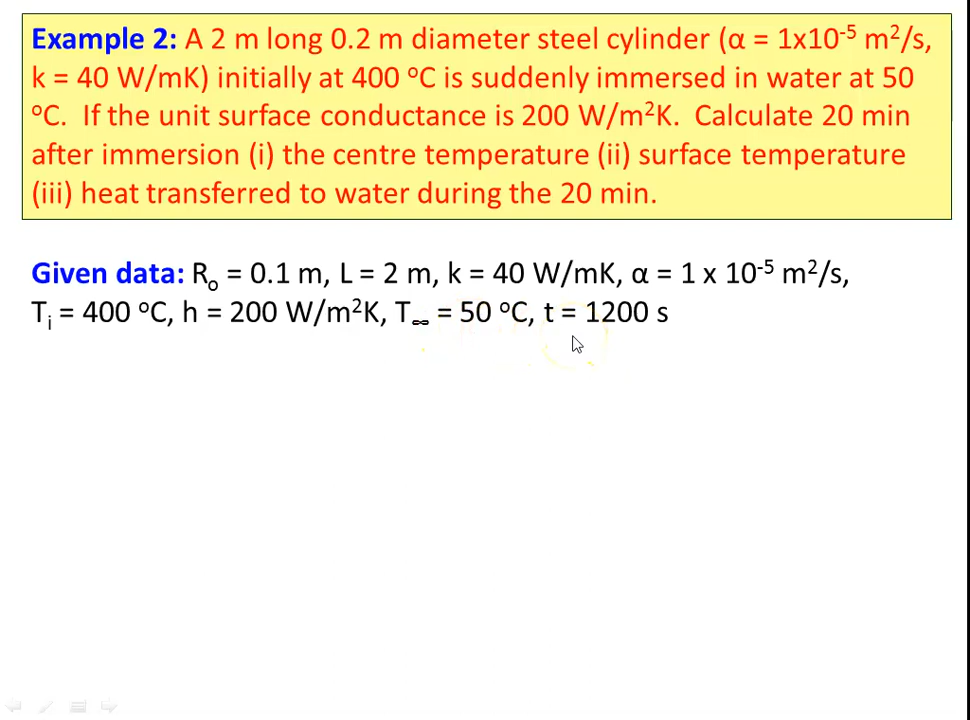 Example 2: A 2 m long 0.2 m diameter steel cylinder (α = 1x10⁻⁵ m²/s,
k = 40 W/mK) initially at 400 ᵒC is suddenly immersed in water at 50
ᵒC. If the unit surface conductance is 200 W/m²K. Calculate 20 min
after immersion (i) the centre temperature (ii) surface temperature
(iii) heat transferred to water during the 20 min.
Given data: Rₒ = 0.1 m, L = 2 m, k = 40 W/mK, α = 1 x 10⁻⁵ m²/s,
Tᵢ = 400 ᵒC, h = 200 W/m²K, T∞ = 50 ᵒC, t = 1200 s